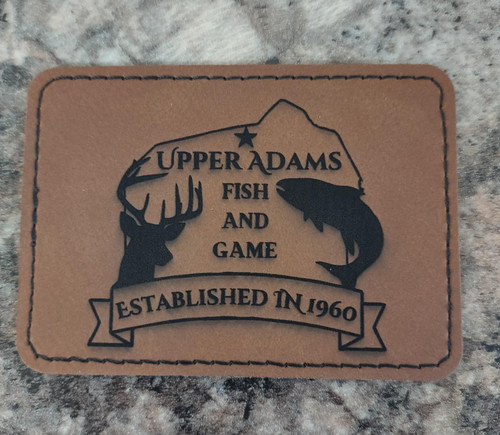 UPPER ADAMS
FISH
AND
GAME
ESTABLISHED IN 1960